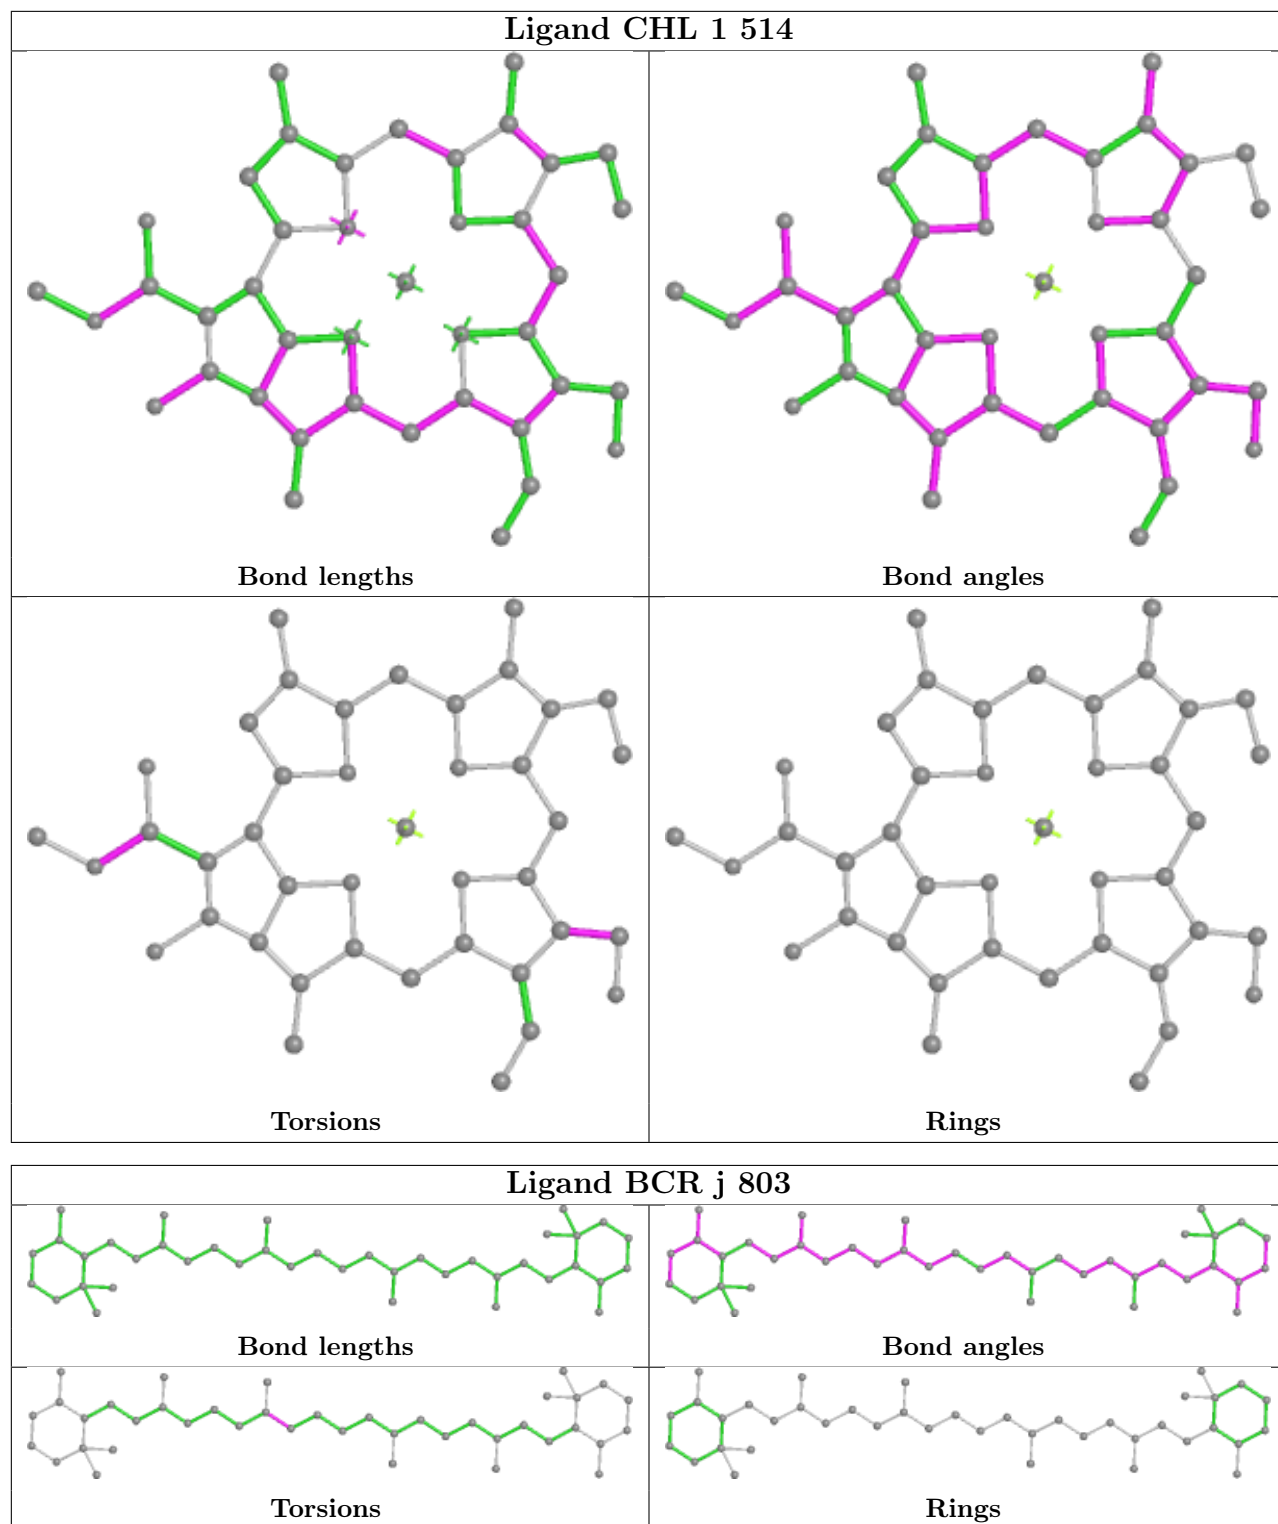 Ligand CHL 1 514
Bond lengths
Bond angles
Torsions
Rings
Ligand BCR j 803
Bond lengths
Bond angles
Torsions
Rings